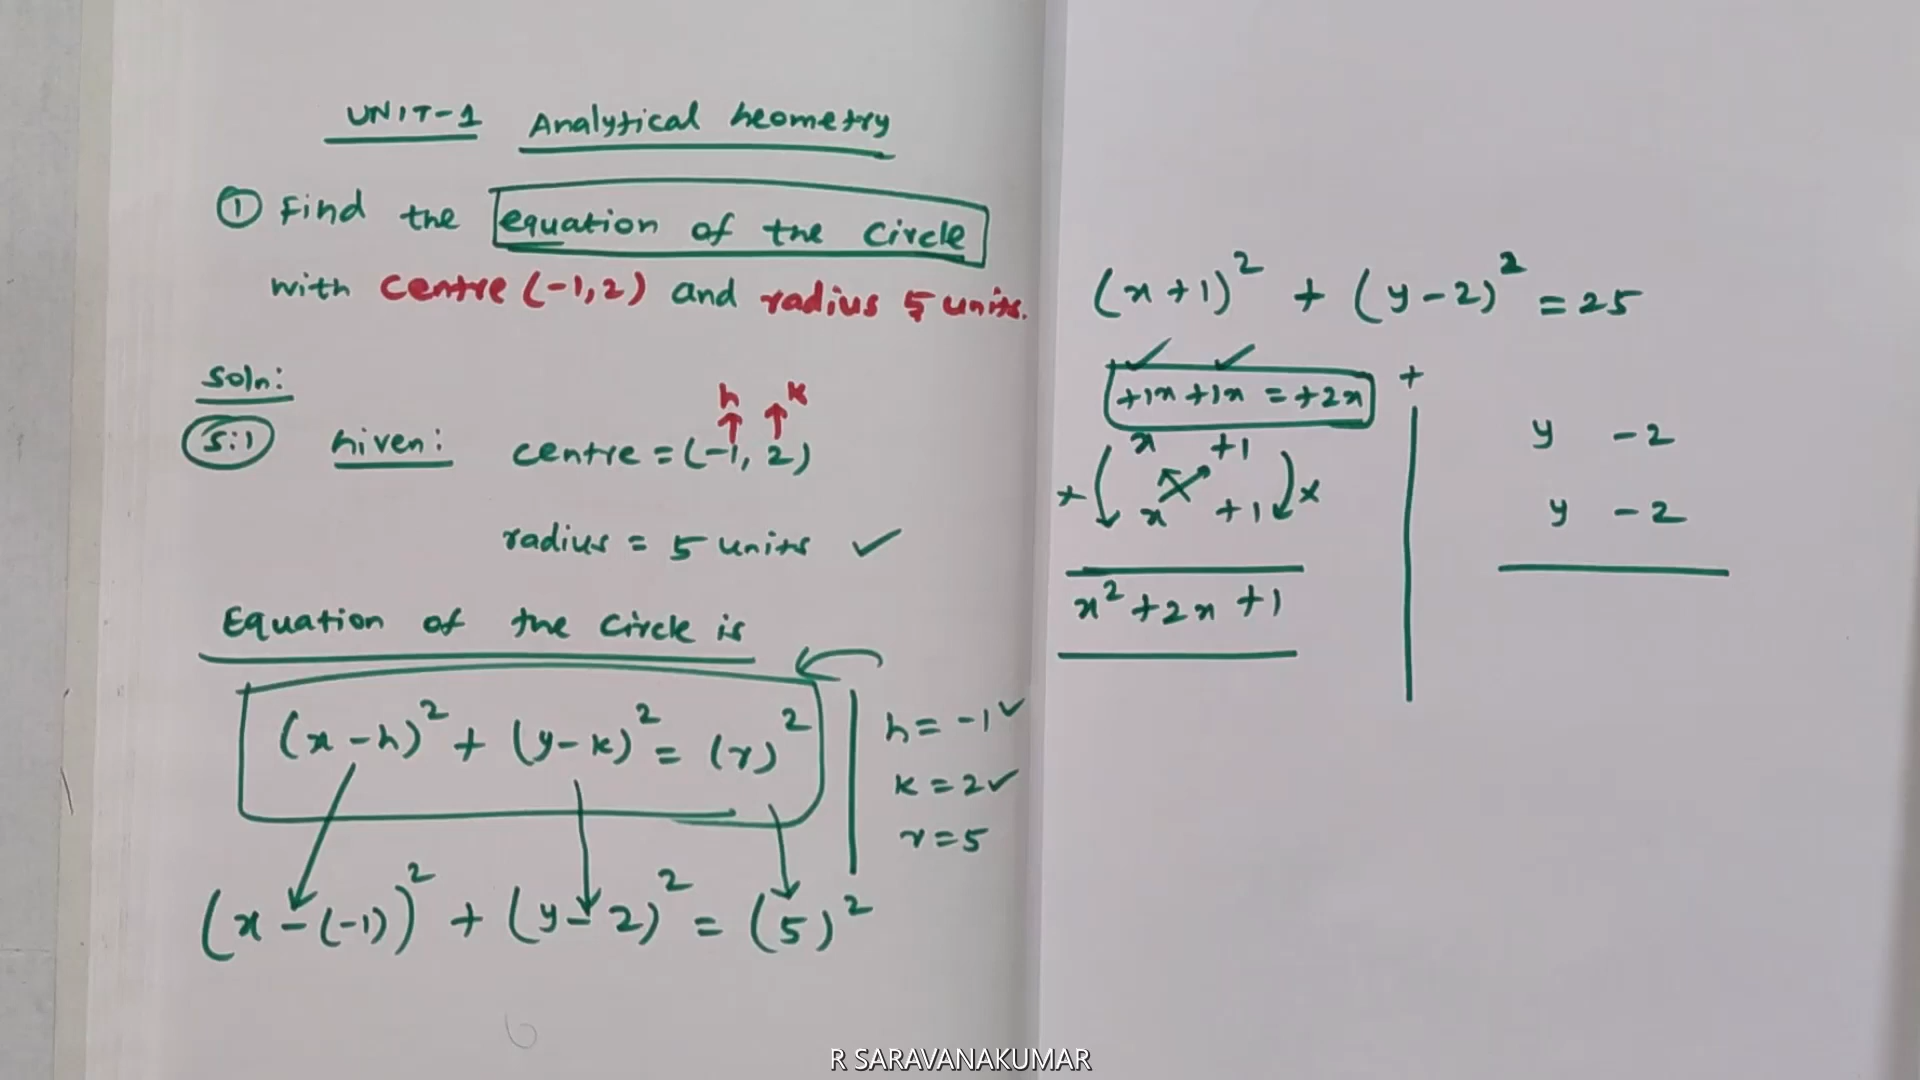 UNIT-1 Analytical Geometry
① Find the equation of the Circle
with centre (-1,2) and radius 5 units.
Soln:
S:1 Given: centre = (-1, 2)
h k
radius = 5 units ✓
Equation of the Circle is
(x-h)² + (y-k)² = (r)²
h = -1 ✓
k = 2 ✓
r = 5
(x-(-1))² + (y-2)² = (5)²
(x+1)² + (y-2)² = 25
✓ ✓
+1x +1x = +2x
+
x +1
x x +1 x
x² +2x +1
y -2
y -2
R SARAVANAKUMAR